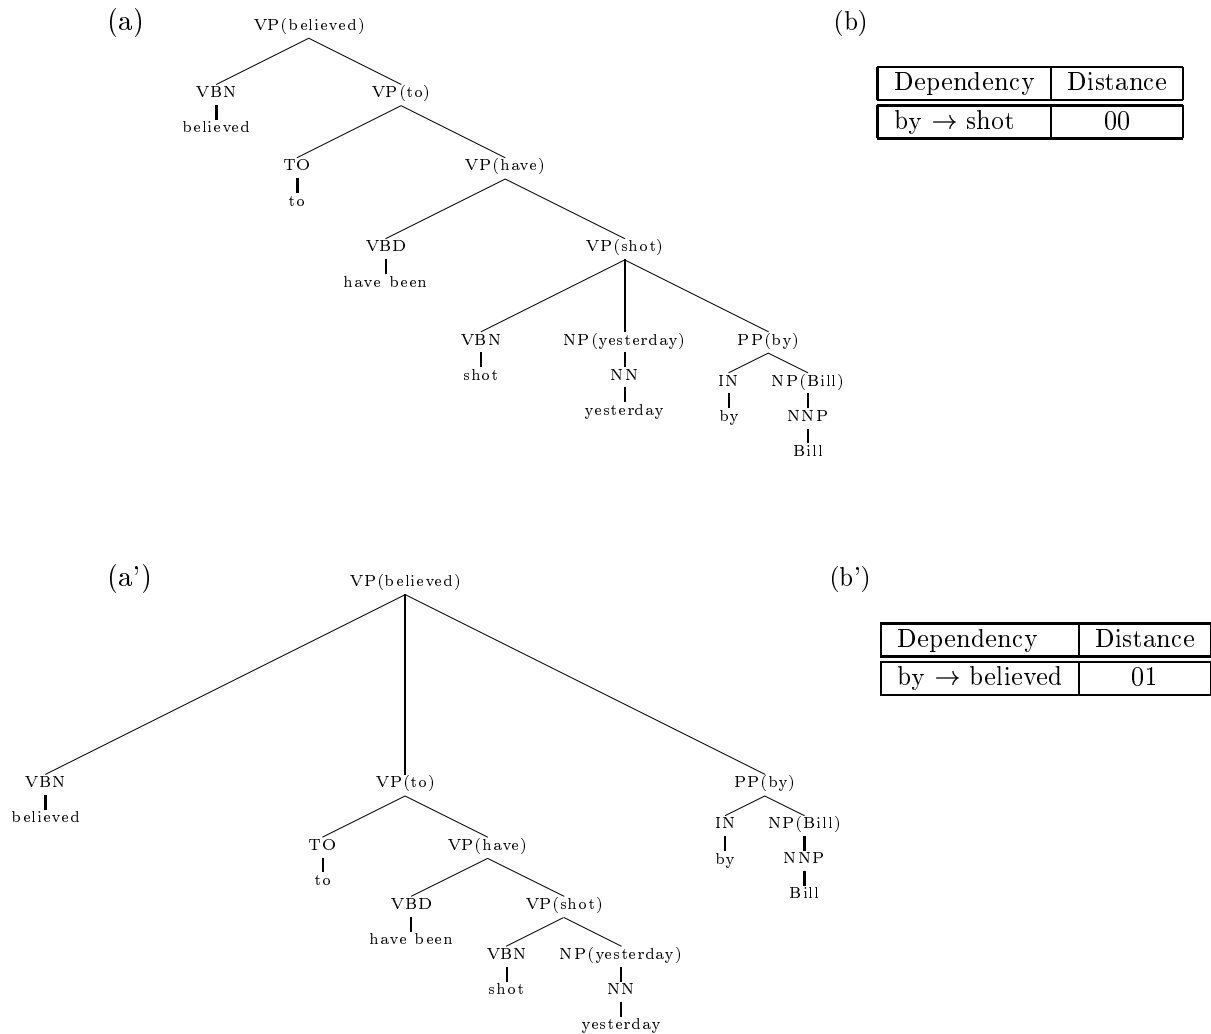 (a)
(b)
VP(believed)
Dependency Distance
VBN VP(to)
by → shot 00
believed
TO VP(have)
to
VBD VP(shot)
have been
VBN NP(yesterday) PP(by)
shot NN IN NP(Bill)
yesterday by NNP
Bill
(a')
(b')
VP(believed)
Dependency Distance
by → believed 01
VBN VP(to) PP(by)
believed
TO VP(have) IN NP(Bill)
to by NNP
VBD VP(shot) Bill
have been
VBN NP(yesterday)
shot NN
yesterday